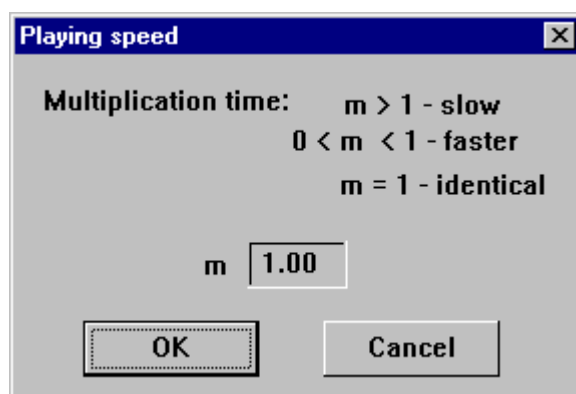 Playing speed
Multiplication time: m > 1 - slow
0 < m < 1 - faster
m = 1 - identical
m 1.00
OK Cancel